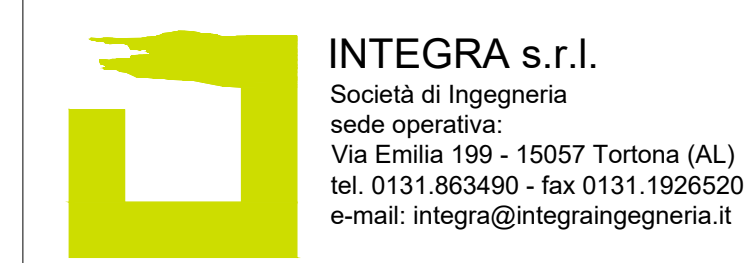 INTEGRA s.r.l.
Società di Ingegneria
sede operativa:
Via Emilia 199 - 15057 Tortona (AL)
tel. 0131.863490 - fax 0131.1926520
e-mail: integra@integraingegneria.it